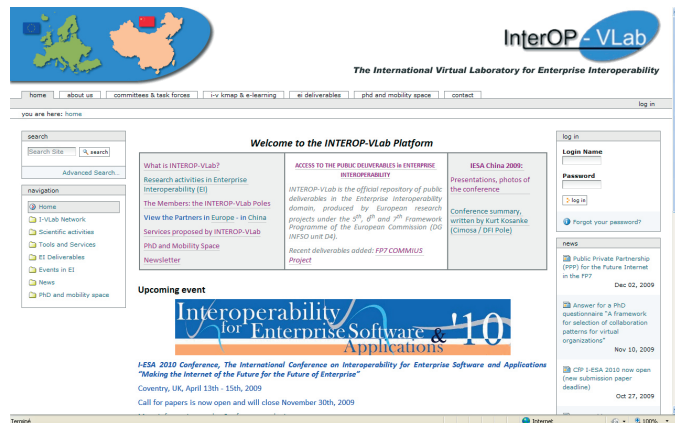 InterOP - VLab
The International Virtual Laboratory for Enterprise Interoperability
home about us committees & task forces i-v kmap & e-learning ei deliverables phd and mobility space contact
log in
you are here: home
search
Search Site search
Advanced Search...
navigation
Home
I-VLab Network
Scientific activities
Tools and Services
EI Deliverables
Events in EI
News
PhD and mobility space
Welcome to the INTEROP-VLab Platform
What is INTEROP-VLab?
Research activities in Enterprise
Interoperability (EI)
The Members: the INTEROP-VLab Poles
View the Partners in Europe - in China
Services proposed by INTEROP-VLab
PhD and Mobility Space
Newsletter
ACCESS TO THE PUBLIC DELIVERABLES in ENTERPRISE
INTEROPERABILITY
INTEROP-VLab is the official repository of public
deliverables in the Enterprise Interoperability
domain, produced by European research
projects under the 5th, 6th and 7th Framework
Programme of the European Commission (DG
INFSO unit D4).
Recent deliverables added: FP7 COMMIUS
Project
IESA China 2009:
Presentations, photos of
the conference
Conference summary,
written by Kurt Kosanke
(Cimosa / DFI Pole)
Upcoming event
Interoperability
for Enterprise Software &
Applications '10
I-ESA 2010 Conference, The International Conference on Interoperability for Enterprise Software and Applications
"Making the Internet of the Future for the Future of Enterprise"
Coventry, UK, April 13th - 15th, 2009
Call for papers is now open and will close November 30th, 2009
log in
Login Name
Password
log in
Forgot your password?
news
Public Private Partnership
(PPP) for the Future Internet
in the FP7
Dec 02, 2009
Answer for a PhD
questionnaire "A framework
for selection of collaboration
patterns for virtual
organizations"
Nov 10, 2009
CfP I-ESA 2010 now open
(new submission paper
deadline)
Oct 27, 2009
Terminé Internet 100%